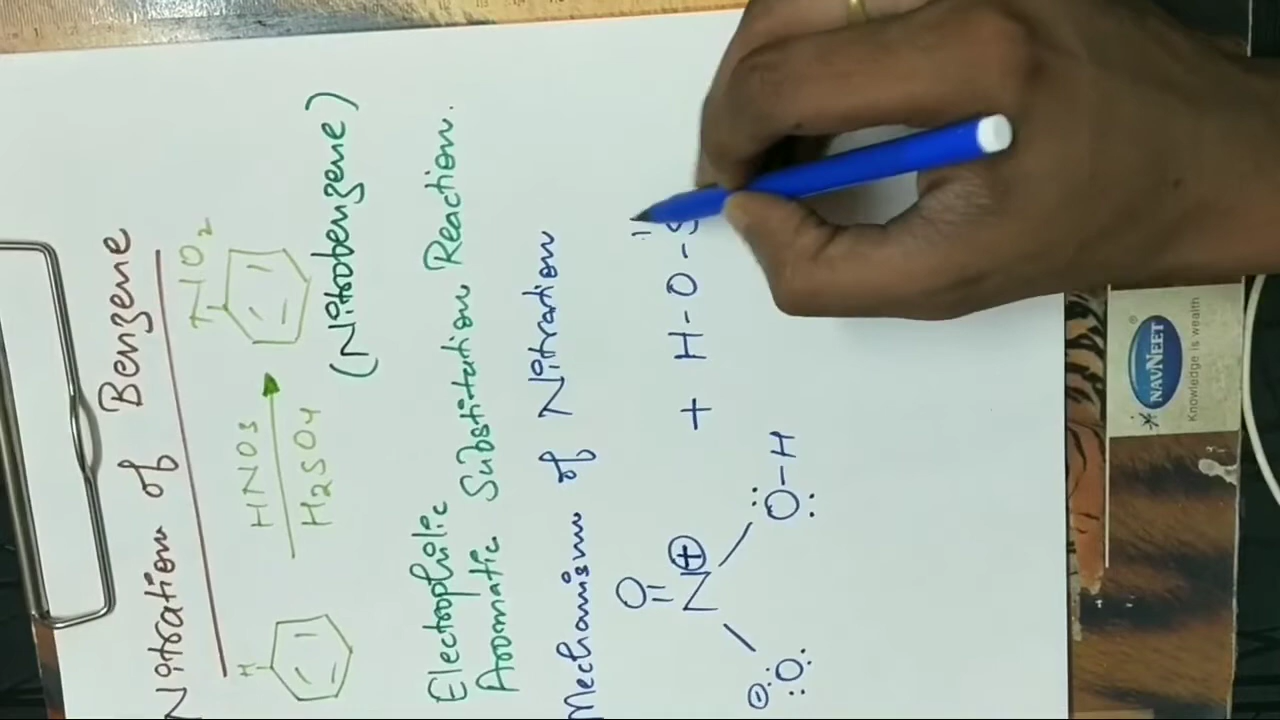 Nitration of Benzene
H
HNO3
H2SO4
NO2
(Nitrobenzene)
Electrophilic
Aromatic Substitution Reaction.
Mechanism of Nitration
O
N⊕
⊖
O
O-H
+ H-O-S
NAVNEET
Knowledge is wealth